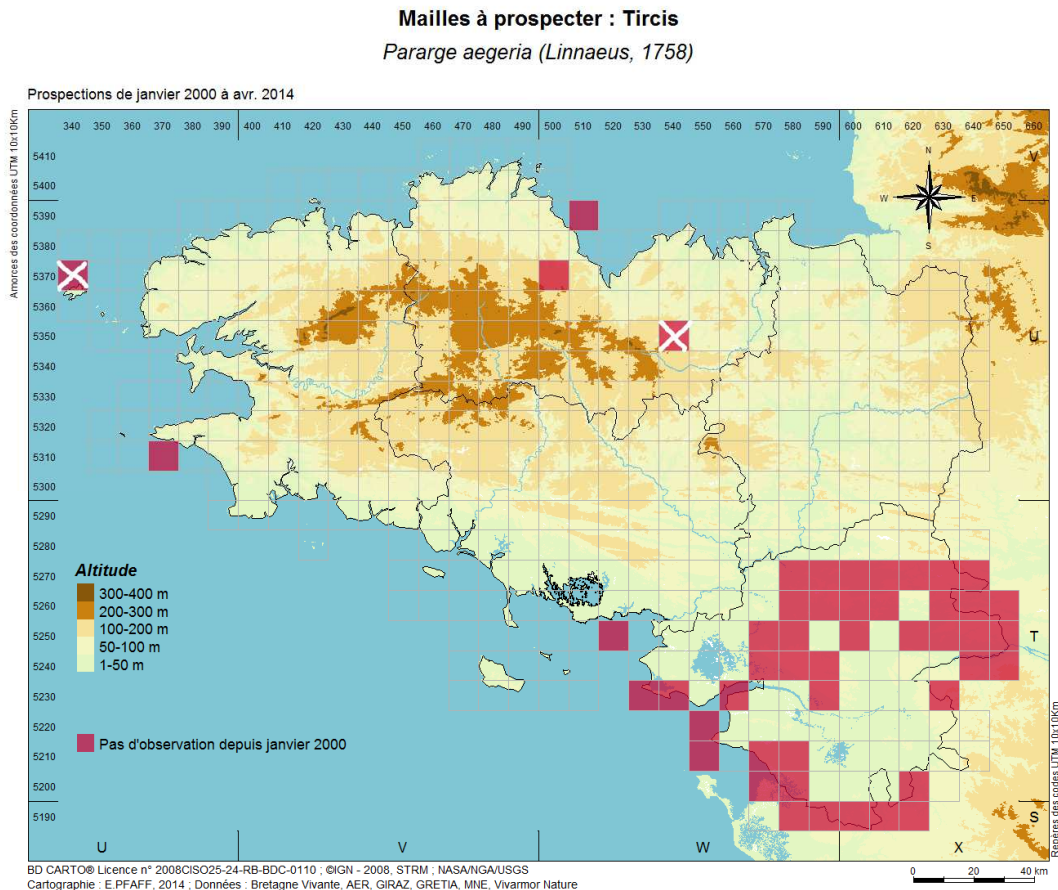 Mailles à prospecter : Tircis
Pararge aegeria (Linnaeus, 1758)
Prospections de janvier 2000 à avr. 2014
340 350 360 370 380 390 400 410 420 430 440 450 460 470 480 490 500 510 520 530 540 550 560 570 580 590 600 610 620 630 640 650 660
Amorces des coordonnées UTM 10x10Km
5410
5400
5390
5380
5370
5360
5350
5340
5330
5320
5310
5300
5290
5280
5270
5260
5250
5240
5230
5220
5210
5200
5190
N
W E
S
V
U
T
S
Altitude
300-400 m
200-300 m
100-200 m
50-100 m
1-50 m
Pas d'observation depuis janvier 2000
U V W X
Repères des codes UTM 10x10Km
BD CARTO® Licence n° 2008CISO25-24-RB-BDC-0110 ; ©IGN - 2008, STRM ; NASA/NGA/USGS
Cartographie : E.PFAFF, 2014 ; Données : Bretagne Vivante, AER, GIRAZ, GRETIA, MNE, Vivarmor Nature
0 20 40 km